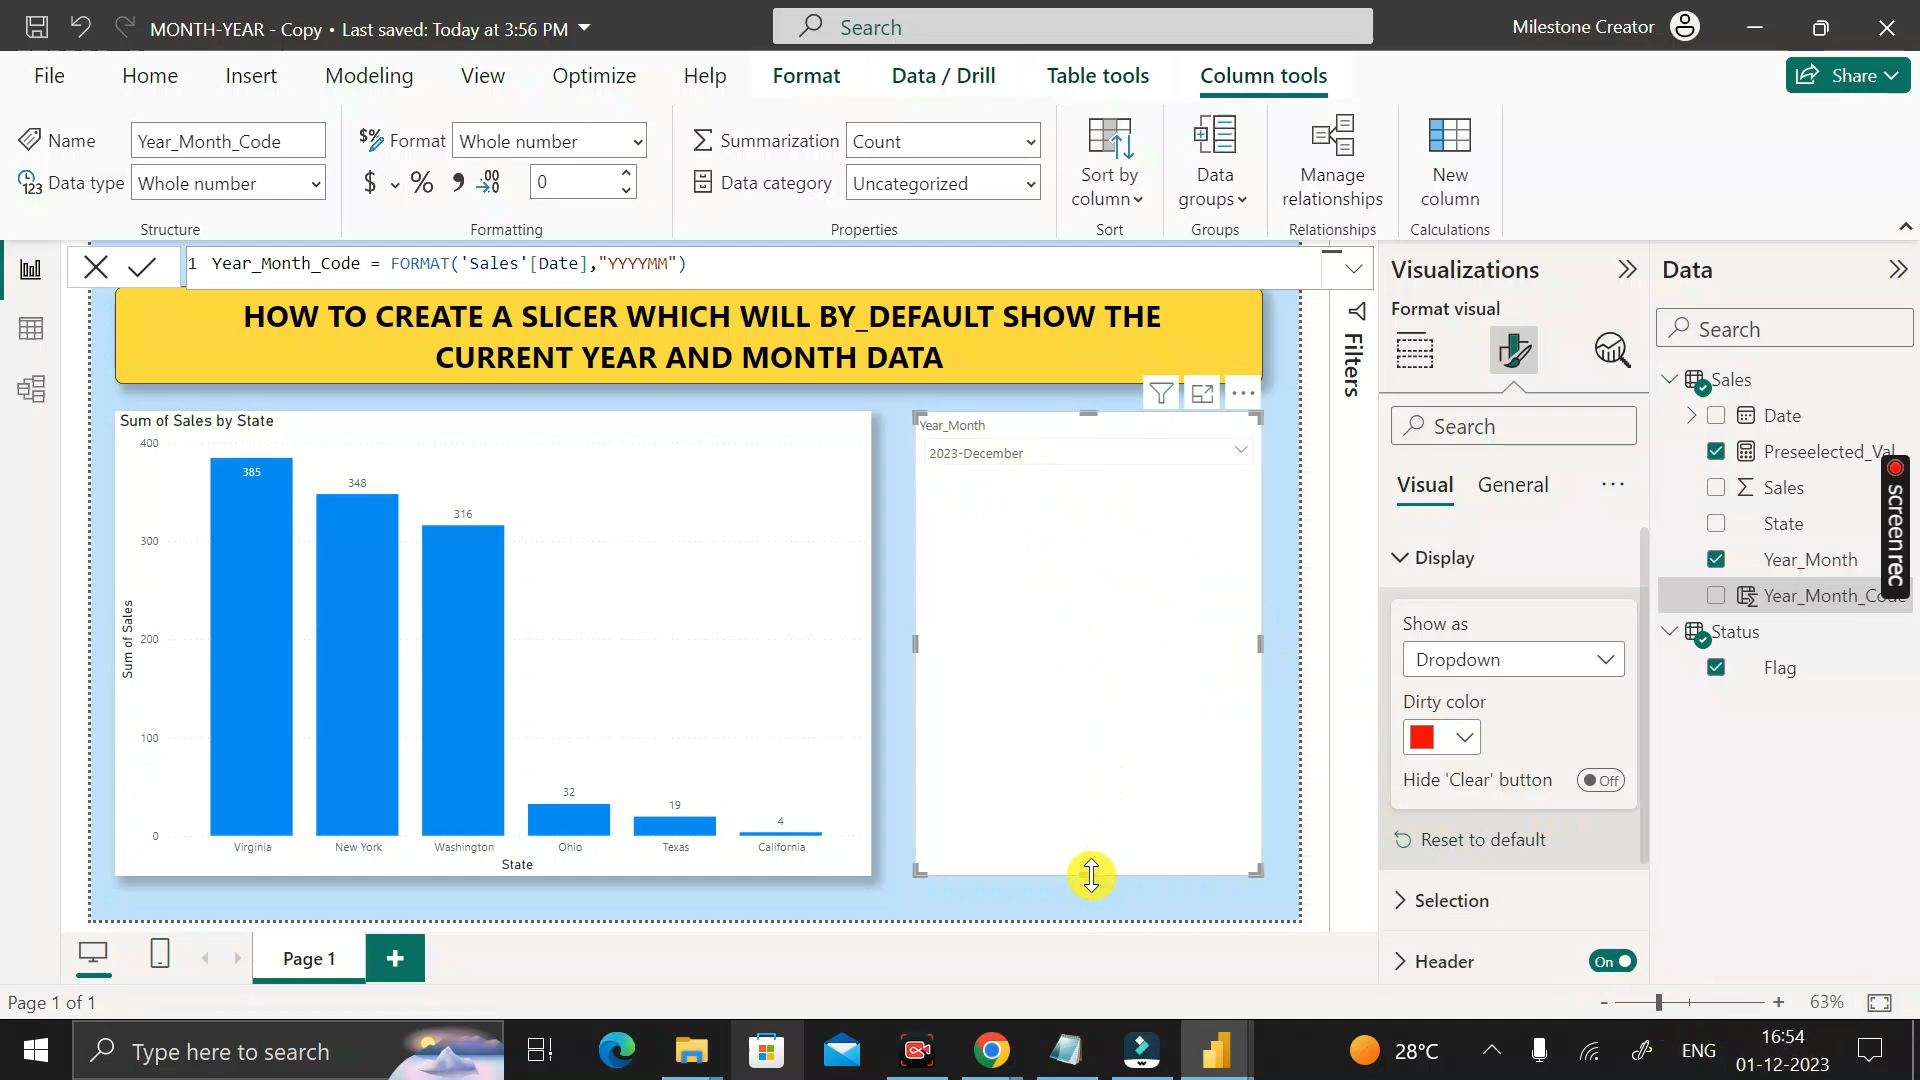 MONTH-YEAR - Copy • Last saved: Today at 3:56 PM
Search
Milestone Creator
File Home Insert Modeling View Optimize Help Format Data / Drill Table tools Column tools
Share
Name Year_Month_Code
Format Whole number
Summarization Count
Data type Whole number
$ % 0
Data category Uncategorized
Sort by
column
Data
groups
Manage
relationships
New
column
Structure Formatting Properties Sort Groups Relationships Calculations
1 Year_Month_Code = FORMAT('Sales'[Date],"YYYYMM")
HOW TO CREATE A SLICER WHICH WILL BY_DEFAULT SHOW THE
CURRENT YEAR AND MONTH DATA
Sum of Sales by State
400
300
200
100
0
Sum of Sales
385
348
316
32
19
4
Virginia New York Washington Ohio Texas California
State
Year_Month
2023-December
Filters
Visualizations
Format visual
Search
Visual General
Display
Show as
Dropdown
Dirty color
Hide 'Clear' button Off
Reset to default
Selection
Header On
Data
Search
Sales
Date
Preselected_Val
Sales
State
Year_Month
Year_Month_Code
Status
Flag
screen rec
Page 1
Page 1 of 1
- + 63%
Type here to search
28°C
ENG
16:54
01-12-2023